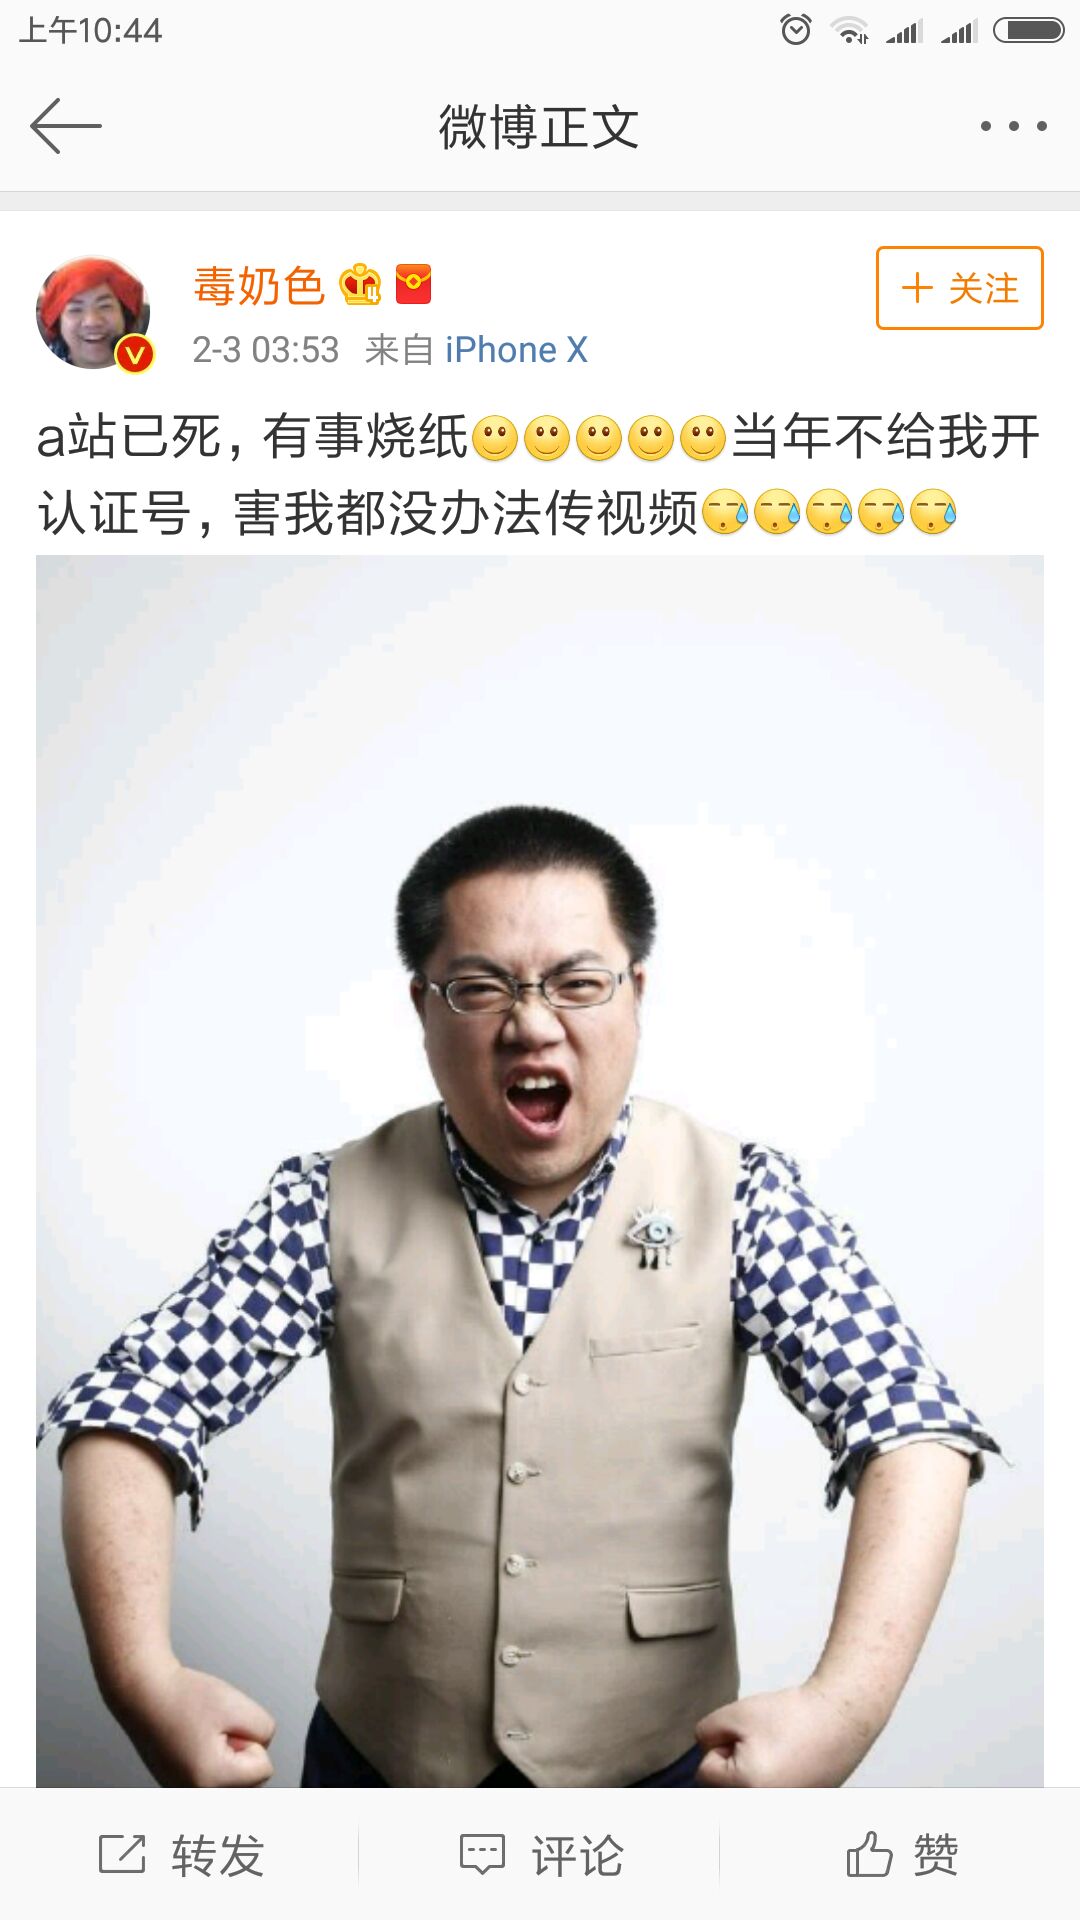 上午10:44
微博正文
毒奶色 4
关注
2-3 03:53 来自 iPhone X
V
a站已死,有事烧纸🙂🙂🙂🙂🙂当年不给我开
认证号,害我都没办法传视频😓😓😓😓😓
转发 评论 赞